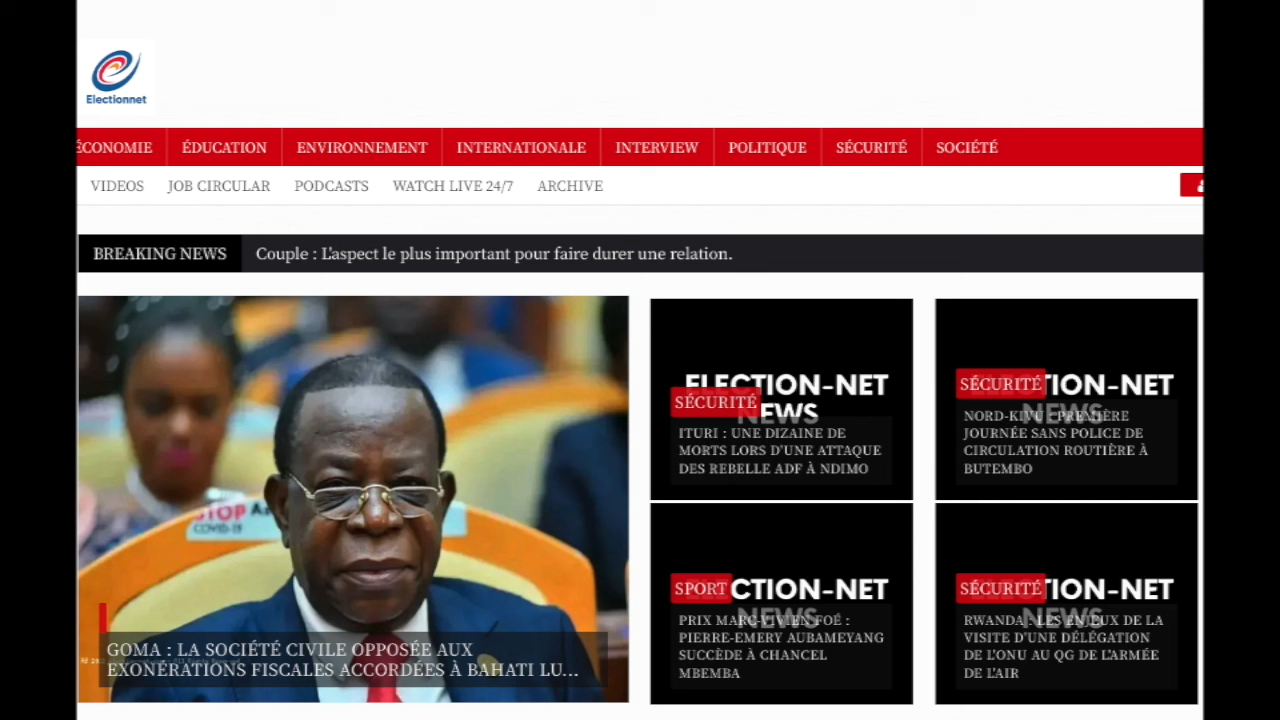 Electionnet
ÉCONOMIE ÉDUCATION ENVIRONNEMENT INTERNATIONALE INTERVIEW POLITIQUE SÉCURITÉ SOCIÉTÉ
VIDEOS JOB CIRCULAR PODCASTS WATCH LIVE 24/7 ARCHIVE
BREAKING NEWS Couple : L'aspect le plus important pour faire durer une relation.
STOP
COVID-19
GOMA : LA SOCIÉTÉ CIVILE OPPOSÉE AUX
EXONÉRATIONS FISCALES ACCORDÉES À BAHATI LU...
ELECTION-NET
NEWS
SÉCURITÉ
ITURI : UNE DIZAINE DE
MORTS LORS D'UNE ATTAQUE
DES REBELLE ADF À NDIMO
TION-NET
NEWS
SÉCURITÉ
NORD-KIVU : PREMIÈRE
JOURNÉE SANS POLICE DE
CIRCULATION ROUTIÈRE À
BUTEMBO
CTION-NET
NEWS
SPORT
PRIX MARC-VIVIEN FOÉ :
PIERRE-EMERY AUBAMEYANG
SUCCÈDE À CHANCEL
MBEMBA
TION-NET
NEWS
SÉCURITÉ
RWANDA : LES ENJEUX DE LA
VISITE D'UNE DÉLÉGATION
DE L'ONU AU QG DE L'ARMÉE
DE L'AIR